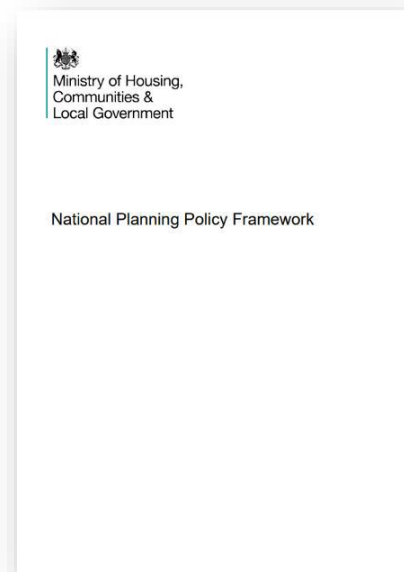 Ministry of Housing,
Communities &
Local Government
National Planning Policy Framework